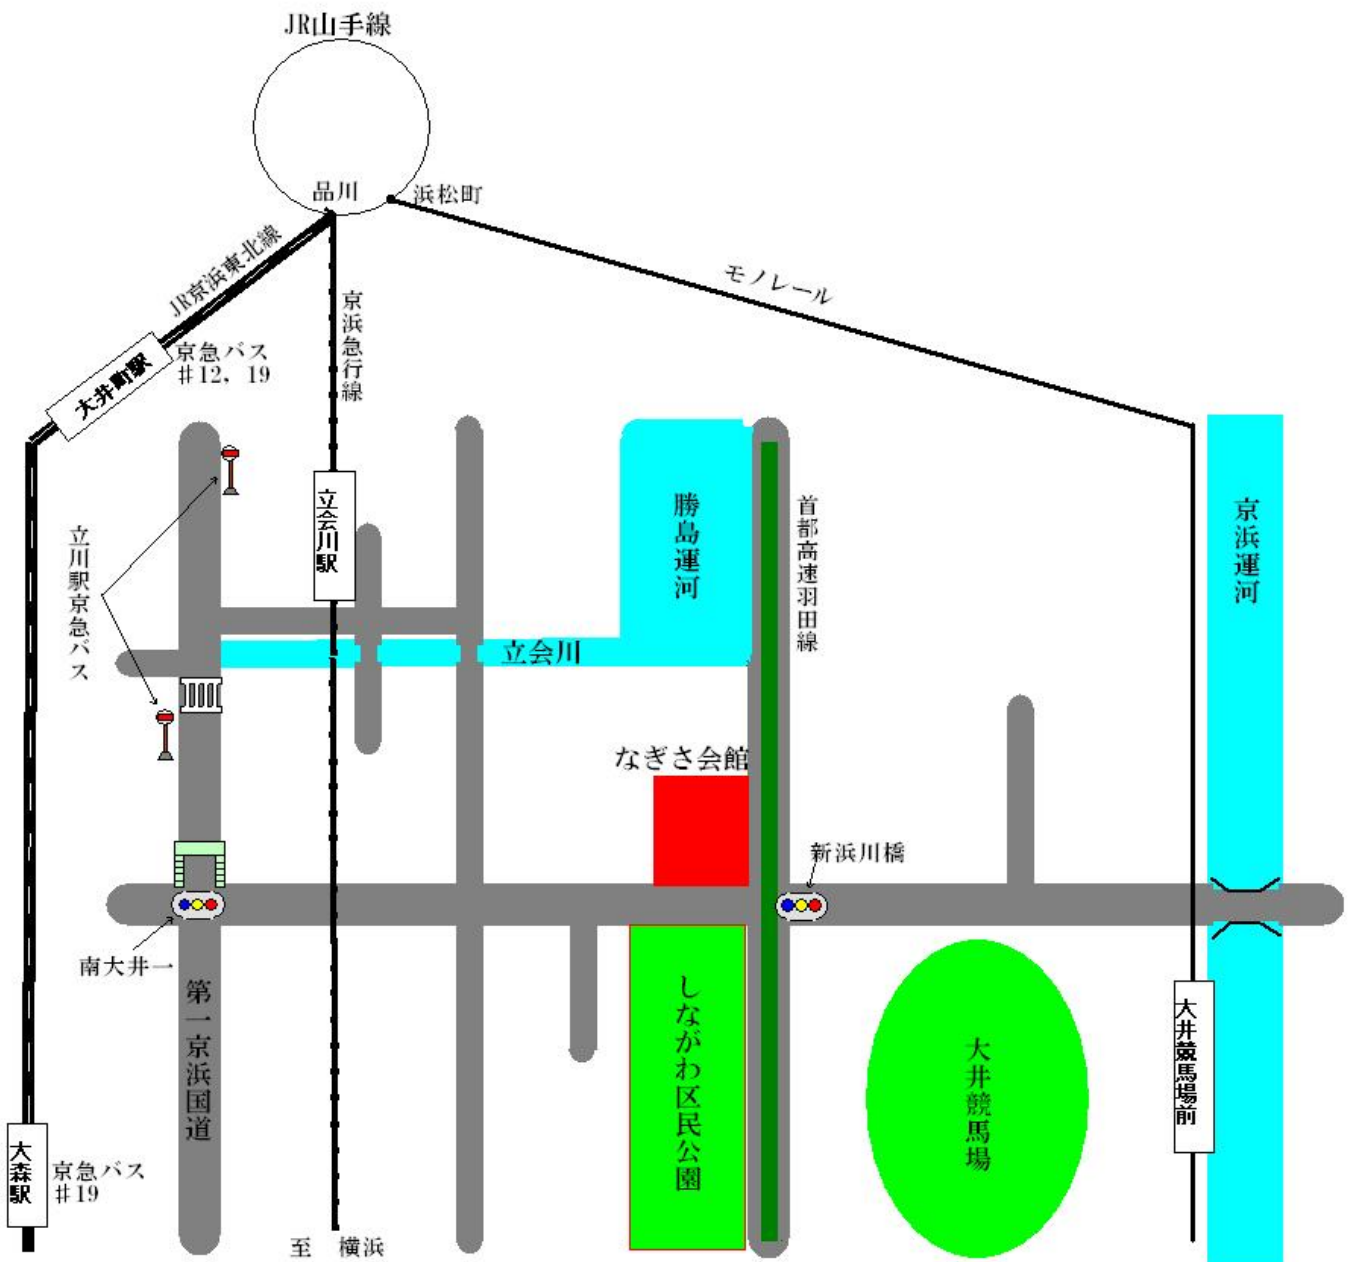 JR山手線
品川
浜松町
JR京浜東北線
モノレール
京浜急行線
大井町駅
京急バス
#12, 19
立会川駅
立川駅京急バス
勝島運河
首都高速羽田線
京浜運河
立会川
なぎさ会館
新浜川橋
南大井一
第一京浜国道
しながわ区民公園
大井競馬場
大井競馬場前
大森駅
京急バス
#19
至 横浜